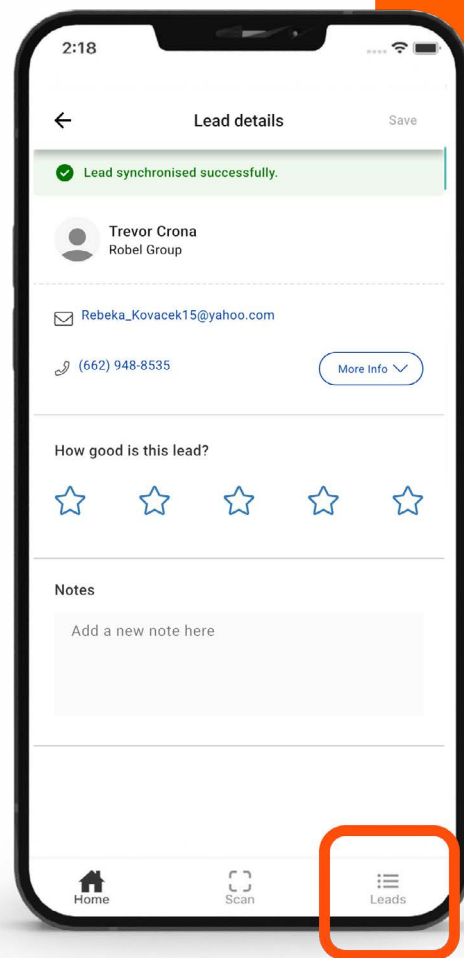 2:18
Lead details
Save
Lead synchronised successfully.
Trevor Crona
Robel Group
Rebeka_Kovacek15@yahoo.com
(662) 948-8535
More Info
How good is this lead?
Notes
Add a new note here
Home
Scan
Leads